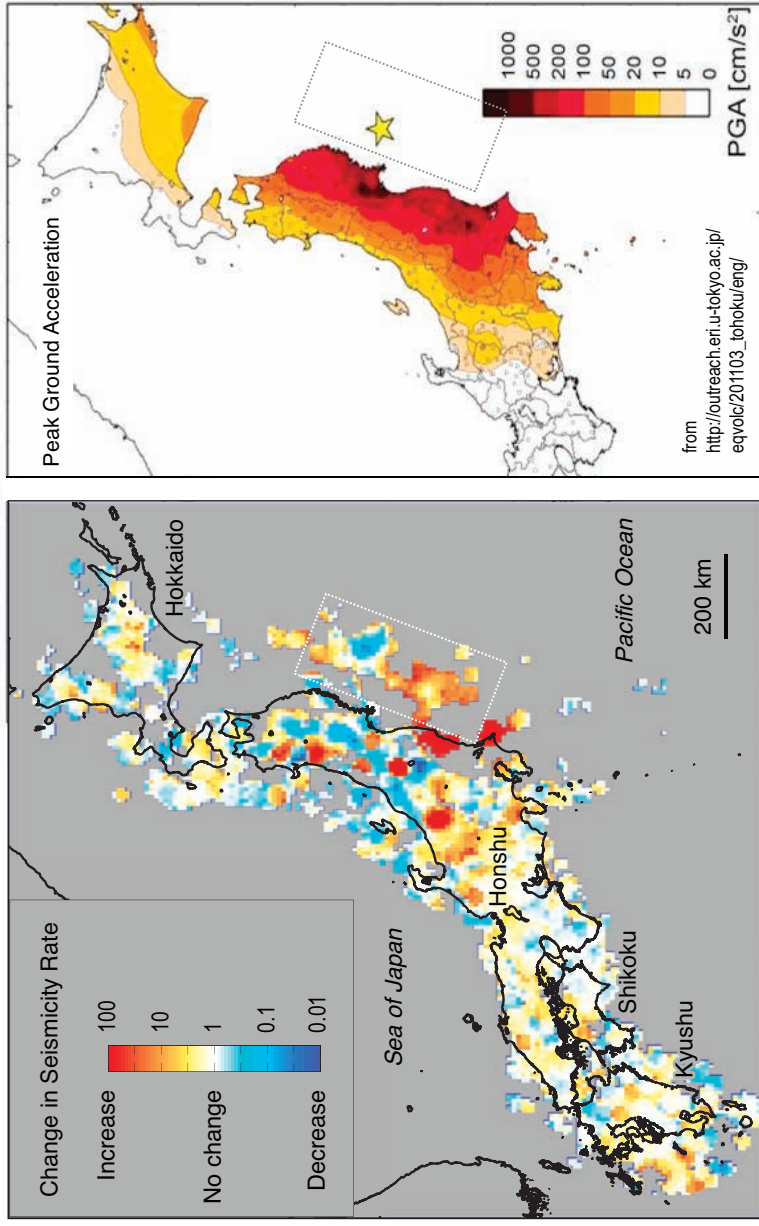 Change in Seismicity Rate
Increase
No change
Decrease
100
10
1
0.1
0.01
Hokkaido
Sea of Japan
Honshu
Shikoku
Kyushu
Pacific Ocean
200 km
Peak Ground Acceleration
1000
500
200
100
50
20
10
5
0
PGA [cm/s²]
from
http://outreach.eri.u-tokyo.ac.jp/
eqvolc/201103_tohoku/eng/